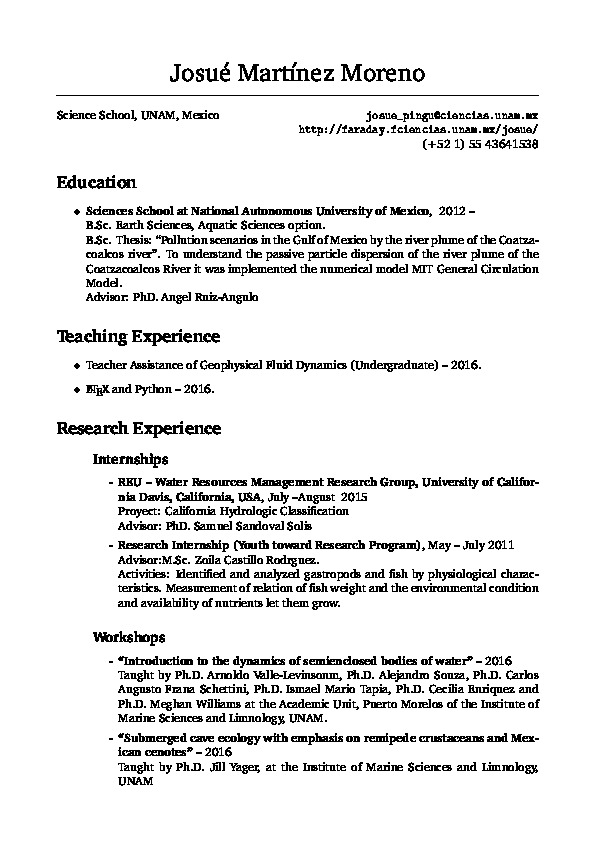 Josué Martínez Moreno
Science School, UNAM, Mexico
josue_pingu@ciencias.unam.mx
http://faraday.fciencias.unam.mx/josue/
(+52 1) 55 43641538
Education
◆ Sciences School at National Autonomous University of Mexico, 2012 –
B.Sc. Earth Sciences, Aquatic Sciences option.
B.Sc. Thesis: “Pollution scenarios in the Gulf of Mexico by the river plume of the Coatza-
coalcos river”. To understand the passive particle dispersion of the river plume of the
Coatzacoalcos River it was implemented the numerical model MIT General Circulation
Model.
Advisor: PhD. Angel Ruiz-Angulo
Teaching Experience
◆ Teacher Assistance of Geophysical Fluid Dynamics (Undergraduate) – 2016.
◆ LATEX and Python – 2016.
Research Experience
Internships
- REU – Water Resources Management Research Group, University of Califor-
nia Davis, California, USA, July –August 2015
Proyect: California Hydrologic Classification
Advisor: PhD. Samuel Sandoval Solis
- Research Internship (Youth toward Research Program), May – July 2011
Advisor:M.Sc. Zoila Castillo Rodrguez.
Activities: Identified and analyzed gastropods and fish by physiological charac-
teristics. Measurement of relation of fish weight and the environmental condition
and availability of nutrients let them grow.
Workshops
- “Introduction to the dynamics of semienclosed bodies of water” – 2016
Taught by Ph.D. Arnoldo Valle-Levinsonm, Ph.D. Alejandro Souza, Ph.D. Carlos
Augusto Frana Schettini, Ph.D. Ismael Mario Tapia, Ph.D. Cecilia Enriquez and
Ph.D. Meghan Williams at the Academic Unit, Puerto Morelos of the Institute of
Marine Sciences and Limnology, UNAM.
- “Submerged cave ecology with emphasis on remipede crustaceans and Mex-
ican cenotes” – 2016
Taught by Ph.D. Jill Yager, at the Institute of Marine Sciences and Limnology,
UNAM